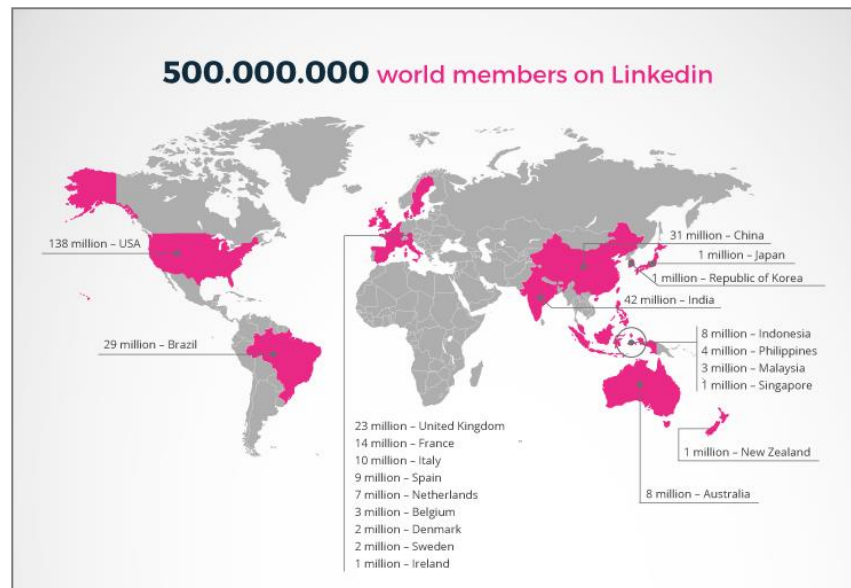 500.000.000 world members on Linkedin
138 million – USA
29 million – Brazil
23 million – United Kingdom
14 million – France
10 million – Italy
9 million – Spain
7 million – Netherlands
3 million – Belgium
2 million – Denmark
2 million – Sweden
1 million – Ireland
31 million – China
1 million – Japan
1 million – Republic of Korea
42 million – India
8 million – Indonesia
4 million – Philippines
3 million – Malaysia
1 million – Singapore
1 million – New Zealand
8 million – Australia